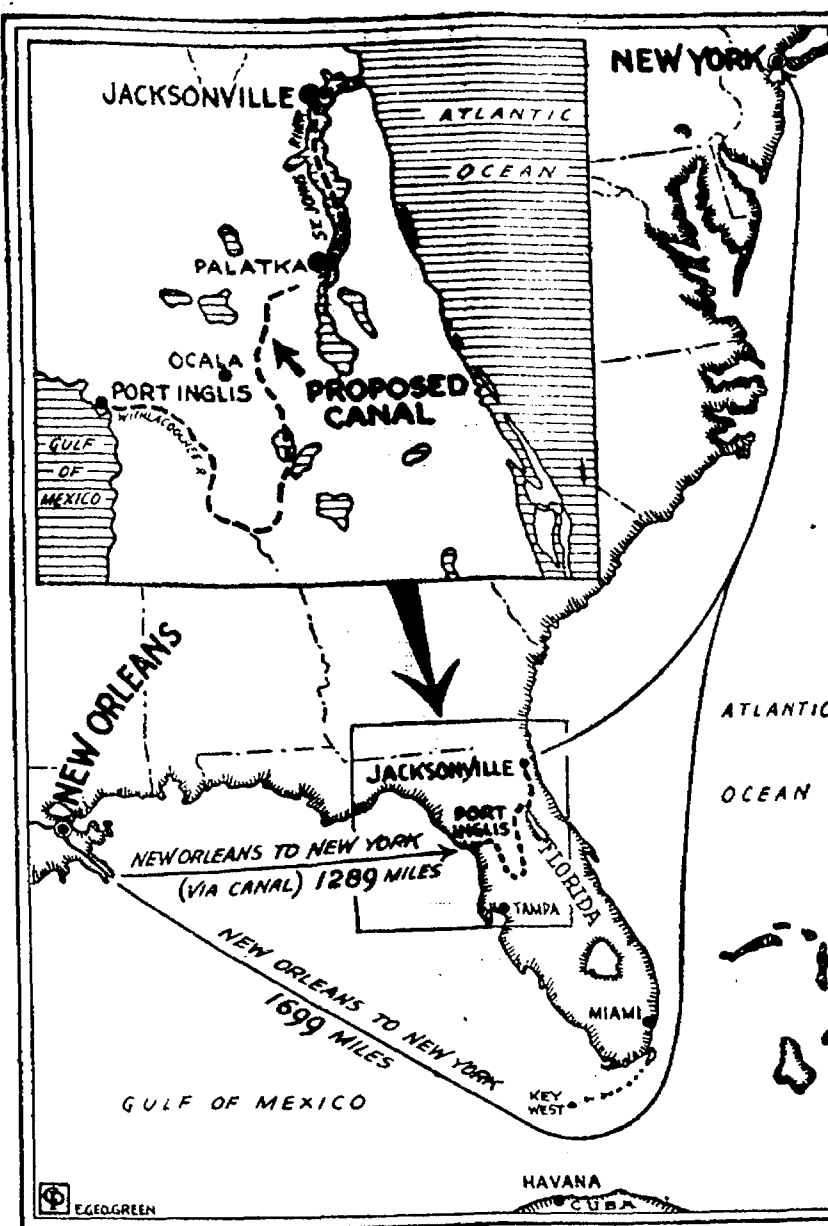 NEW YORK
JACKSONVILLE
ATLANTIC
OCEAN
ST. JOHNS RIVER
PALATKA
OCALA
PORT INGLIS
PROPOSED
CANAL
WITHLACOOCHEE R.
GULF
OF
MEXICO
NEW ORLEANS
ATLANTIC
OCEAN
JACKSONVILLE
PORT
INGLIS
FLORIDA
NEW ORLEANS TO NEW YORK
(VIA CANAL) 1289 MILES
TAMPA
NEW ORLEANS TO NEW YORK
1699 MILES
MIAMI
KEY
WEST
GULF OF MEXICO
HAVANA
CUBA
E.GEO.GREEN